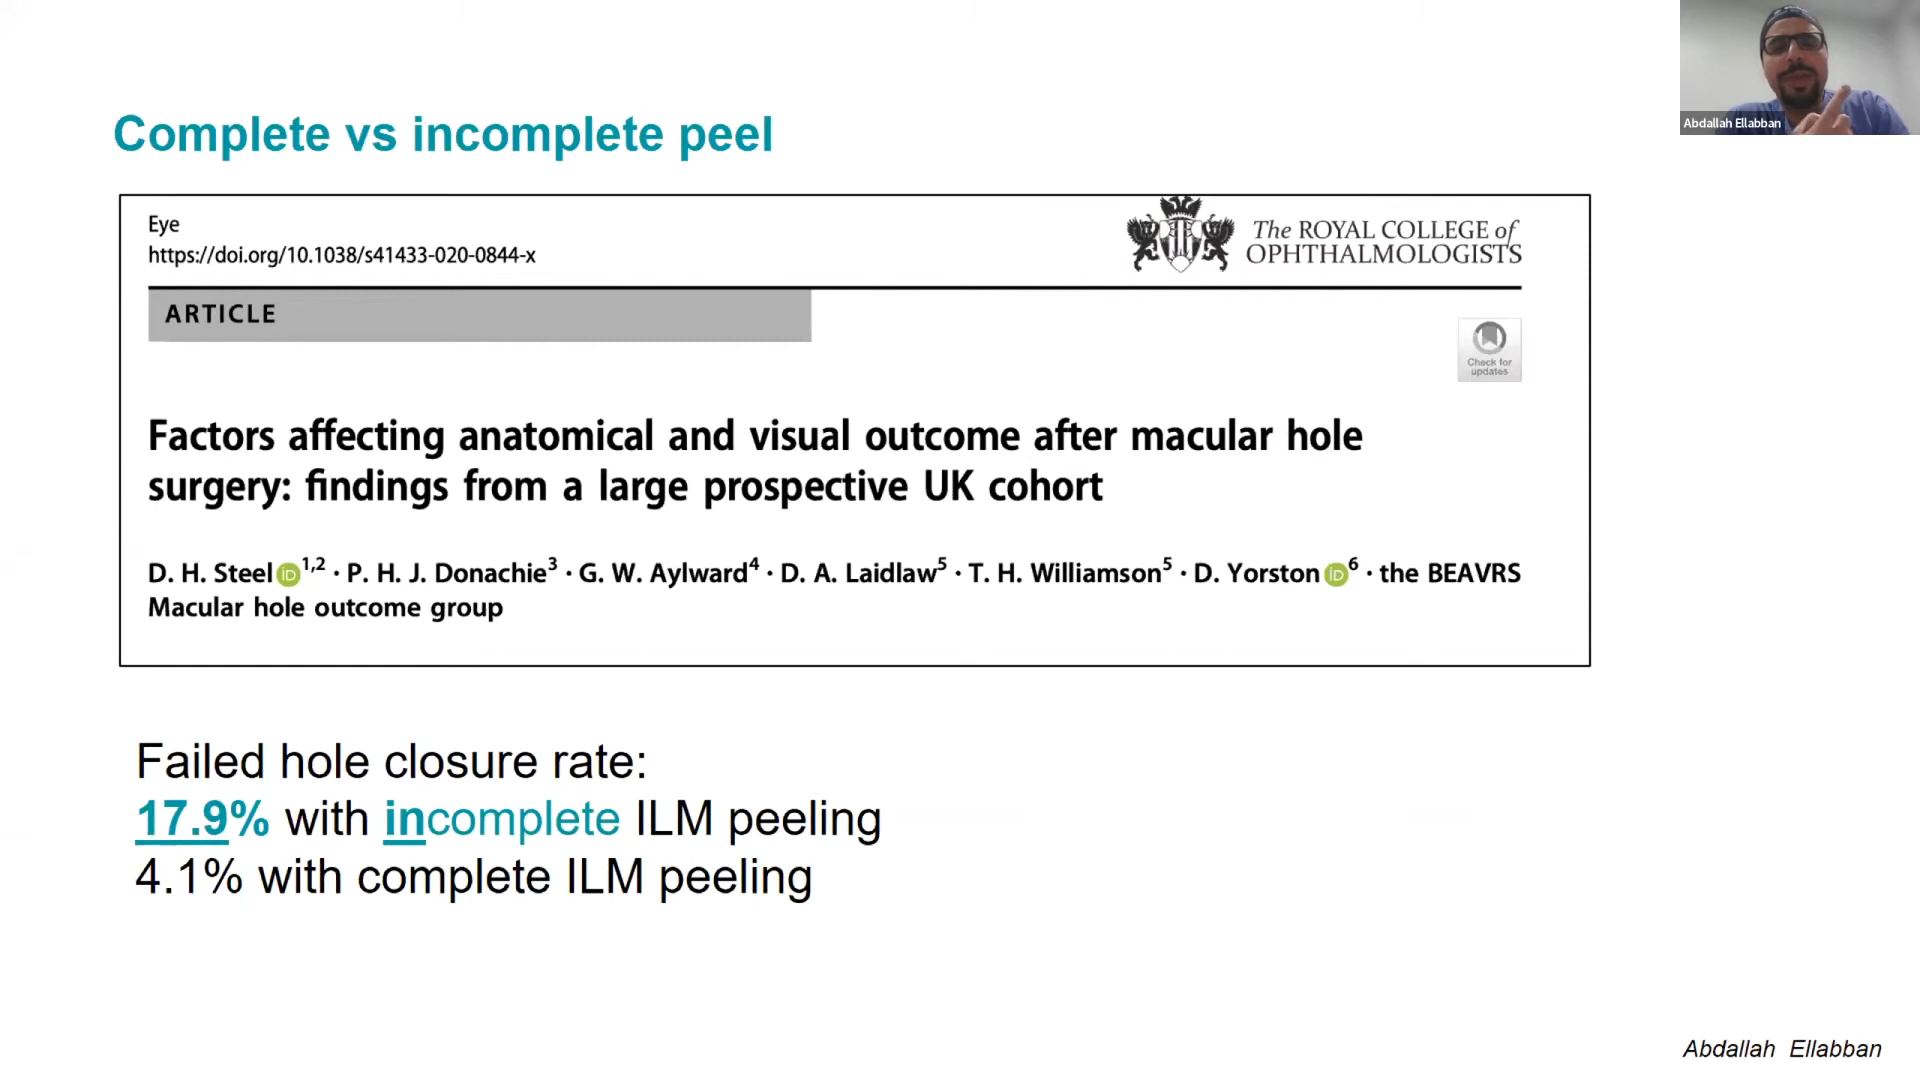 Abdallah Ellabban
Complete vs incomplete peel
Eye
https://doi.org/10.1038/s41433-020-0844-x
The ROYAL COLLEGE of
OPHTHALMOLOGISTS
ARTICLE
Check for
updates
Factors affecting anatomical and visual outcome after macular hole
surgery: findings from a large prospective UK cohort
D. H. Steel iD 1,2 · P. H. J. Donachie3 · G. W. Aylward4 · D. A. Laidlaw5 · T. H. Williamson5 · D. Yorston iD 6 · the BEAVRS
Macular hole outcome group
Failed hole closure rate:
17.9% with incomplete ILM peeling
4.1% with complete ILM peeling
Abdallah Ellabban